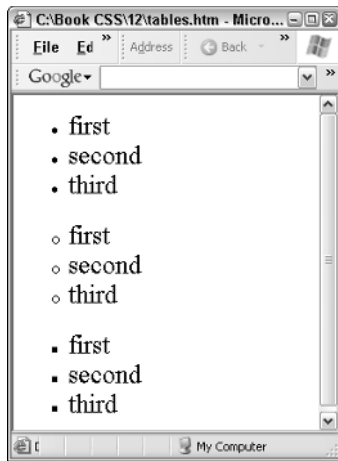 C:\Book CSS\12\tables.htm - Micro...
File Ed » Address Back »
Google »
• first
• second
• third
○ first
○ second
○ third
▪ first
▪ second
▪ third
My Computer